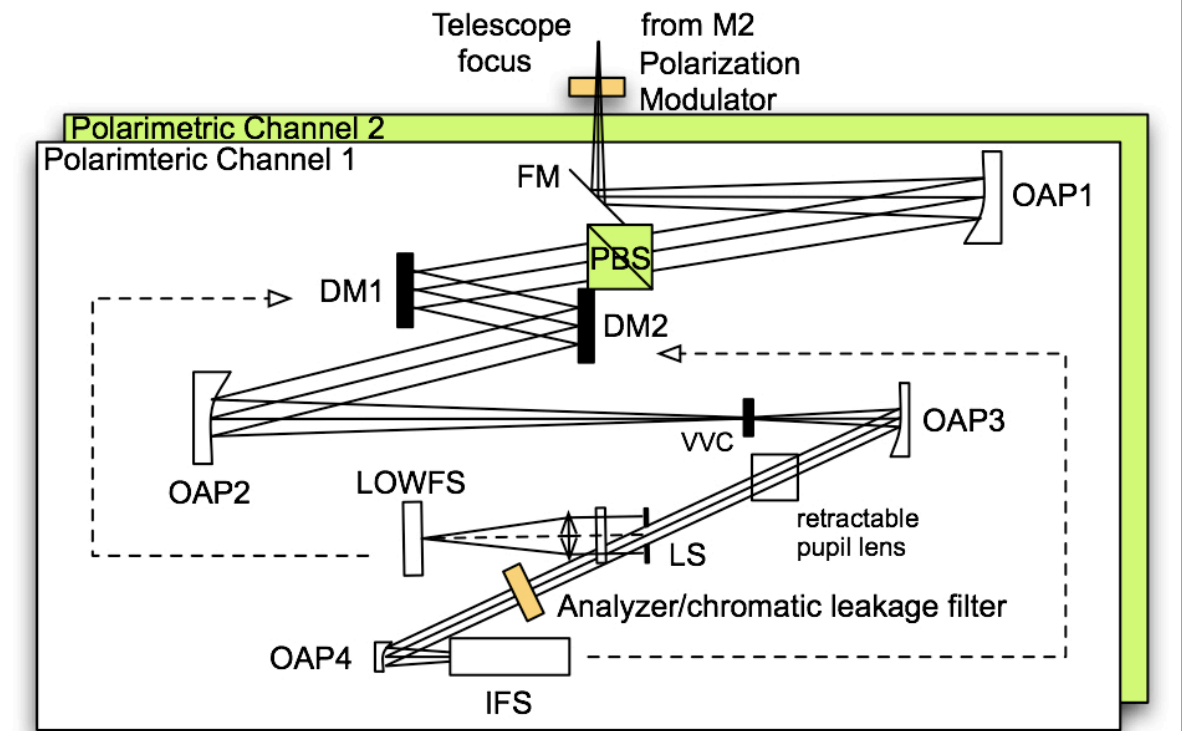 Telescope
focus
from M2
Polarization
Modulator
Polarimetric Channel 2
Polarimteric Channel 1
FM
OAP1
PBS
DM1
DM2
OAP3
VVC
OAP2
LOWFS
retractable
pupil lens
LS
Analyzer/chromatic leakage filter
OAP4
IFS